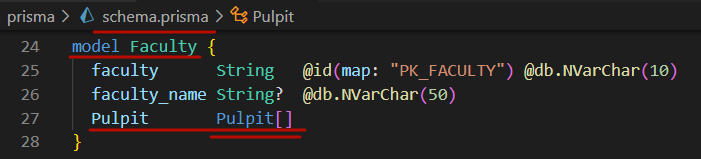 prisma > schema.prisma > Pulpit
24 model Faculty {
25 faculty String @id(map: "PK_FACULTY") @db.NVarChar(10)
26 faculty_name String? @db.NVarChar(50)
27 Pulpit Pulpit[]
28 }